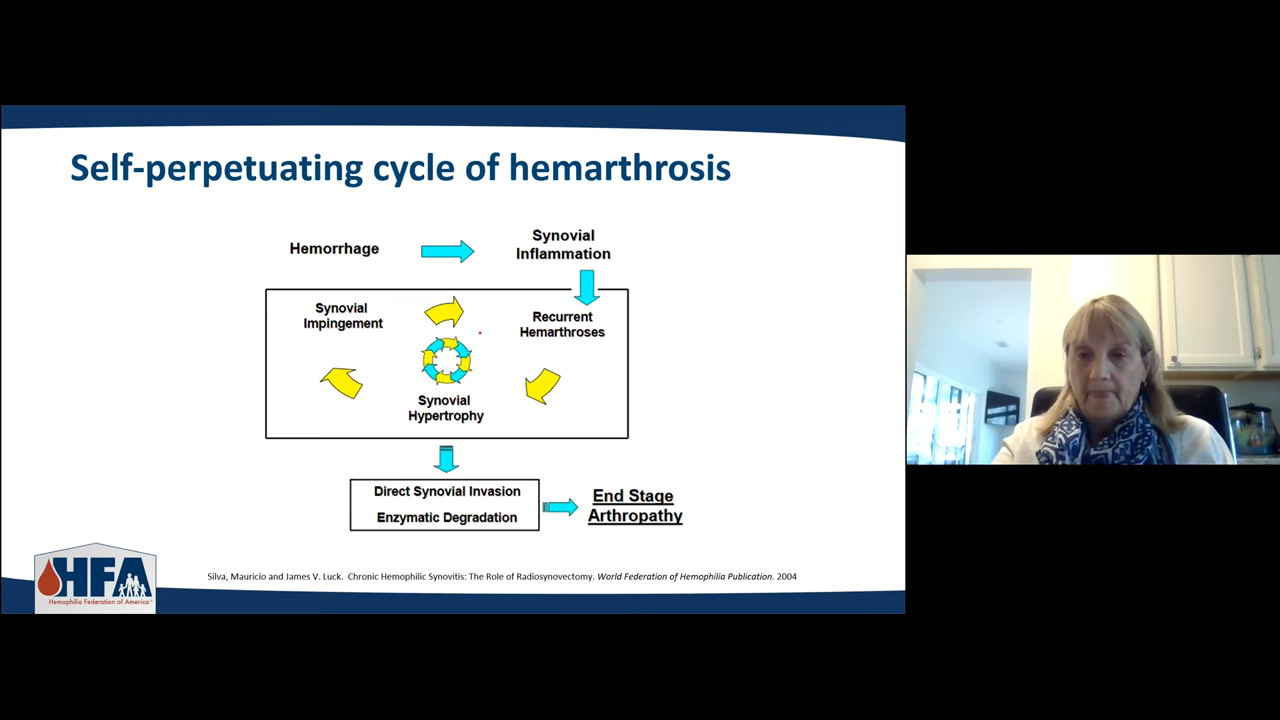 Self-perpetuating cycle of hemarthrosis
Hemorrhage
Synovial
Inflammation
Synovial
Impingement
Recurrent
Hemarthroses
Synovial
Hypertrophy
Direct Synovial Invasion
Enzymatic Degradation
End Stage
Arthropathy
Silva, Mauricio and James V. Luck. Chronic Hemophilic Synovitis: The Role of Radiosynovectomy. World Federation of Hemophilia Publication. 2004
HFA
Hemophilia Federation of America™